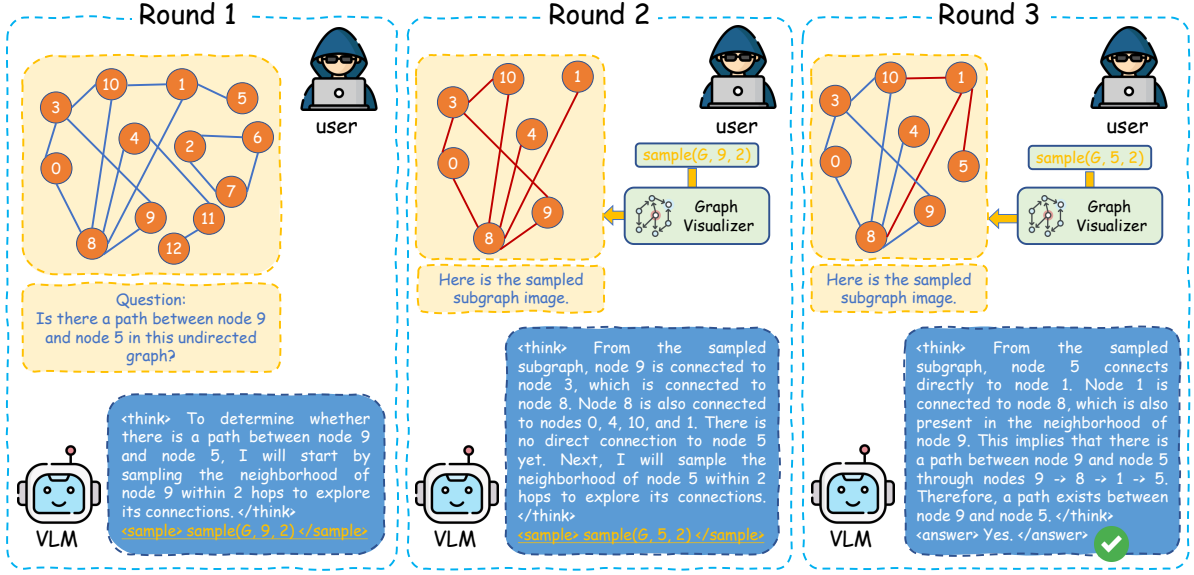 Round 1
10
1
5
3
4
2
6
0
7
9
11
8
12
user
Question:
Is there a path between node 9
and node 5 in this undirected
graph?
<think> To determine whether
there is a path between node 9
and node 5, I will start by
sampling the neighborhood of
node 9 within 2 hops to explore
its connections. </think>
<sample> sample(G, 9, 2) </sample>
VLM
Round 2
10
1
3
4
0
9
8
user
sample(G, 9, 2)
Graph
Visualizer
Here is the sampled
subgraph image.
<think> From the sampled
subgraph, node 9 is connected to
node 3, which is connected to
node 8. Node 8 is also connected
to nodes 0, 4, 10, and 1. There is
no direct connection to node 5
yet. Next, I will sample the
neighborhood of node 5 within 2
hops to explore its connections.
</think>
<sample> sample(G, 5, 2) </sample>
VLM
Round 3
10
1
3
4
0
5
9
8
user
sample(G, 5, 2)
Graph
Visualizer
Here is the sampled
subgraph image.
<think> From the sampled
subgraph, node 5 connects
directly to node 1. Node 1 is
connected to node 8, which is also
present in the neighborhood of
node 9. This implies that there is
a path between node 9 and node 5
through nodes 9 -> 8 -> 1 -> 5.
Therefore, a path exists between
node 9 and node 5. </think>
<answer> Yes. </answer>
VLM